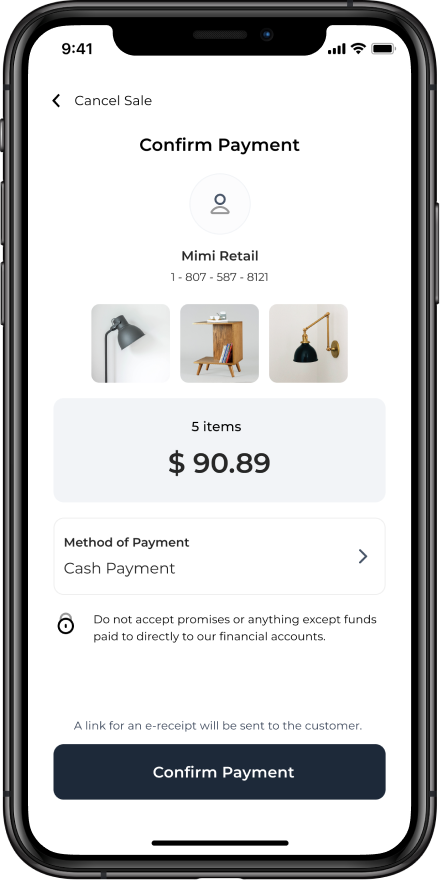 9:41
Cancel Sale
Confirm Payment
Mimi Retail
1 - 807 - 587 - 8121
5 items
$ 90.89
Method of Payment
Cash Payment
Do not accept promises or anything except funds
paid to directly to our financial accounts.
A link for an e-receipt will be sent to the customer.
Confirm Payment